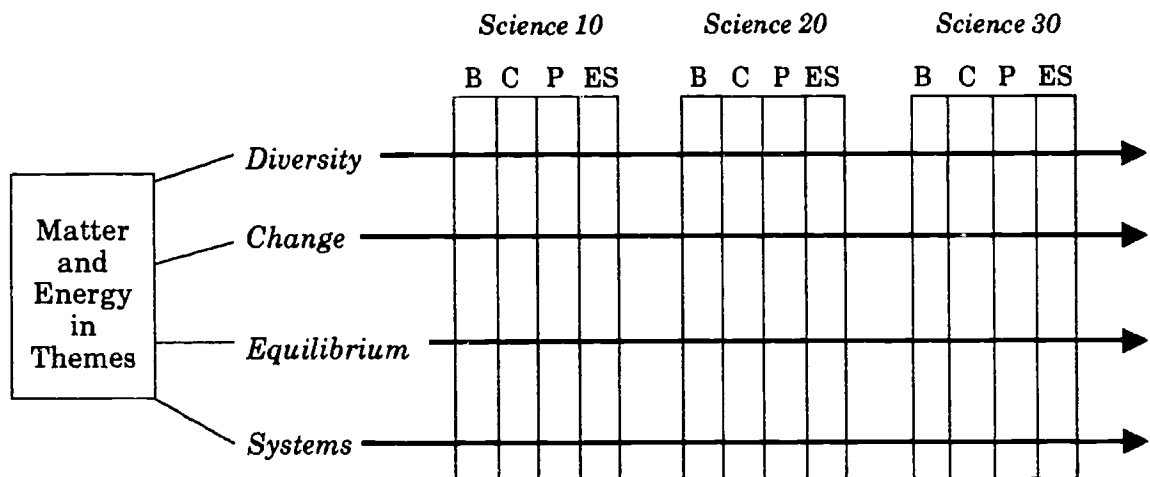 Science 10 Science 20 Science 30
B C P ES B C P ES B C P ES
Diversity
Change
Equilibrium
Systems
Matter
and
Energy
in
Themes